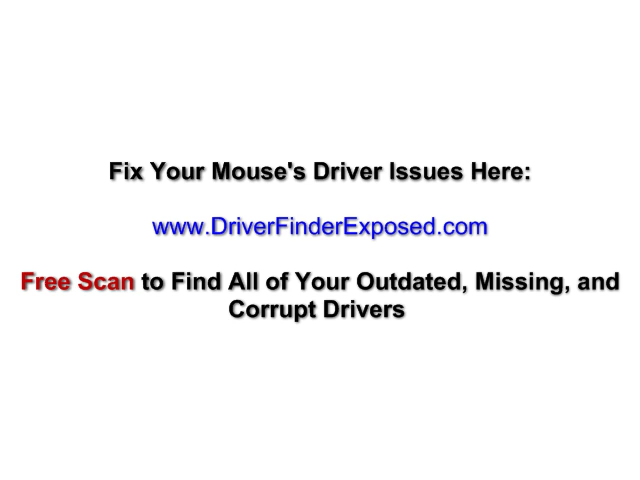 Fix Your Mouse's Driver Issues Here:
www.DriverFinderExposed.com
Free Scan to Find All of Your Outdated, Missing, and
Corrupt Drivers